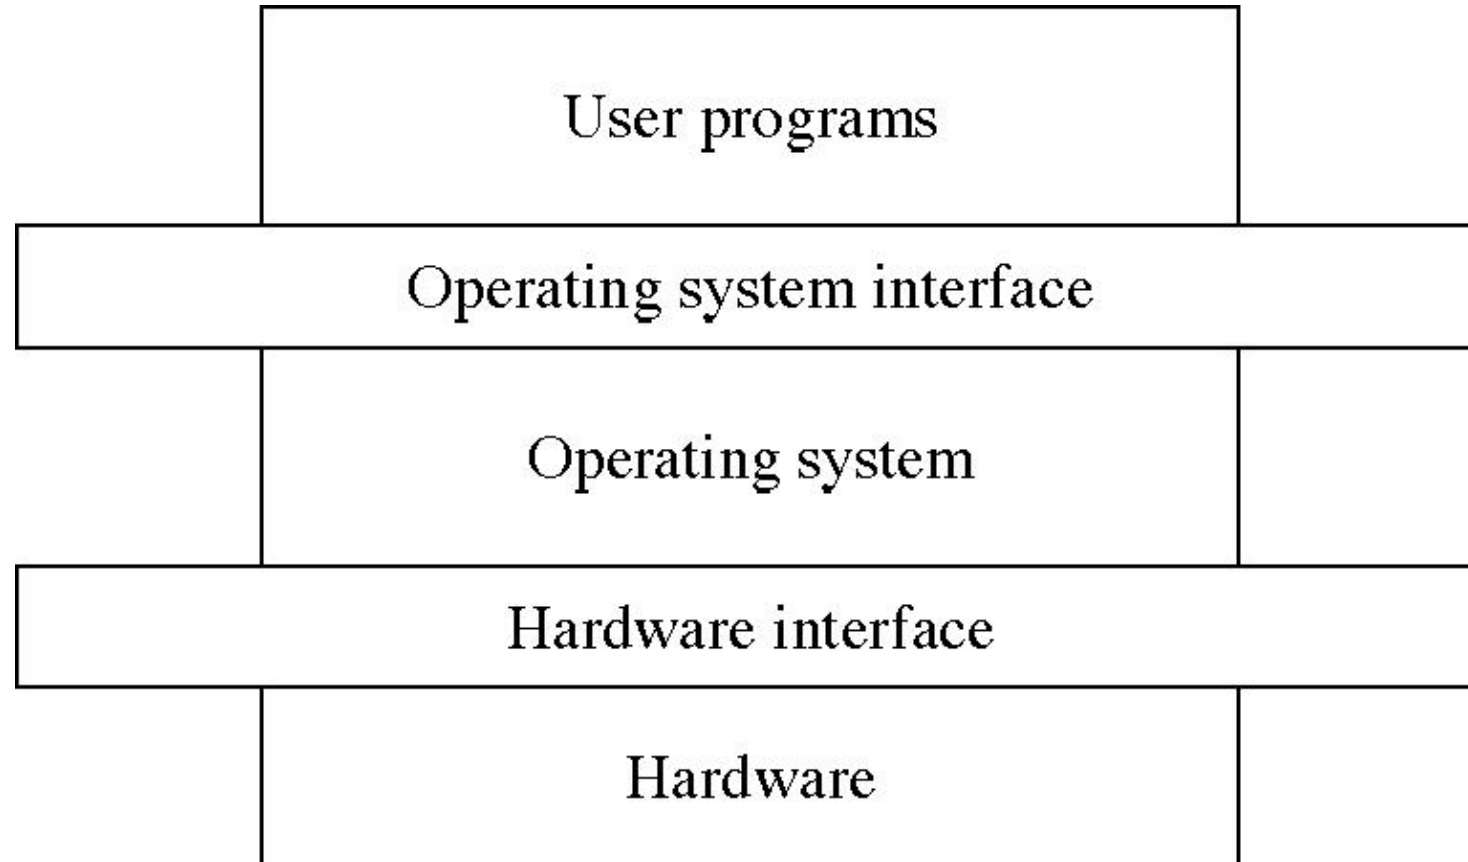 User programs
Operating system interface
Operating system
Hardware interface
Hardware